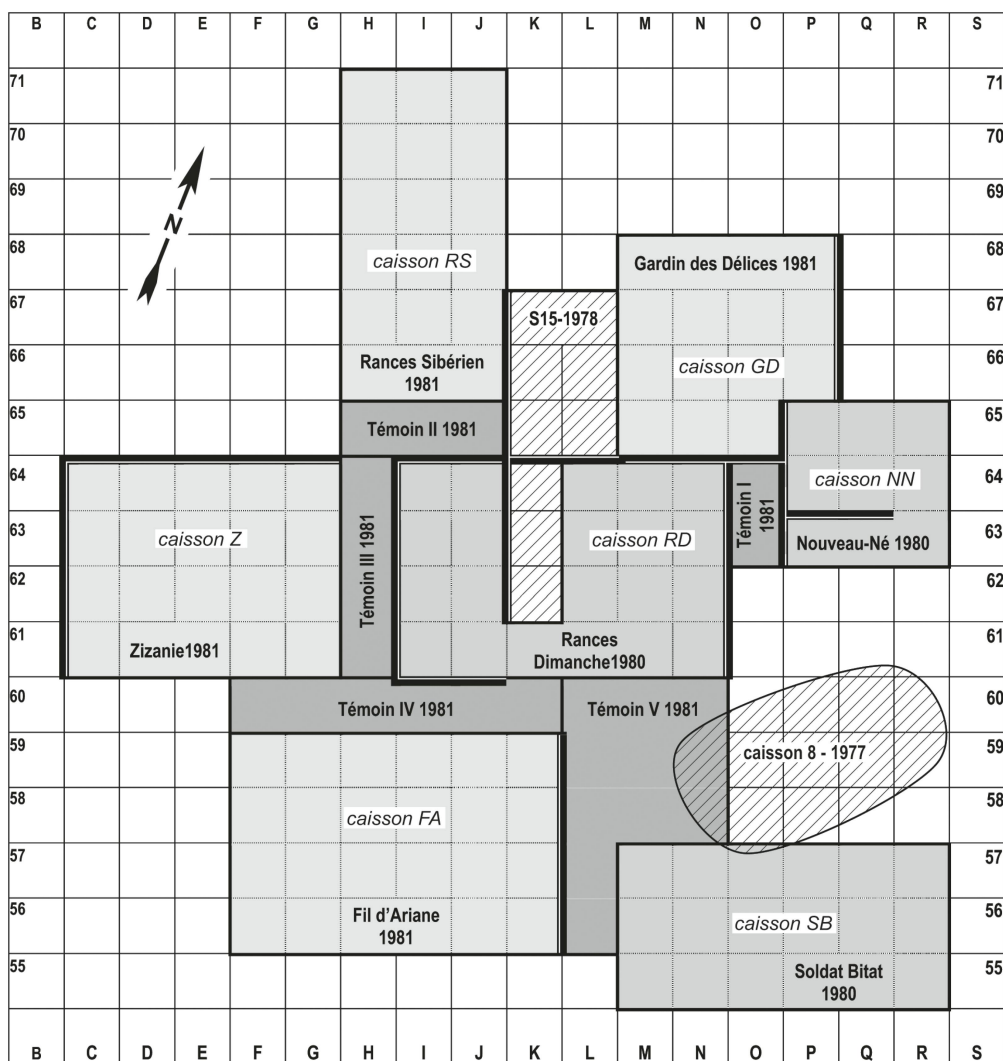 B C D E F G H I J K L M N O P Q R S
71 71
70 70
69 69
N
68 68
caisson RS
Gardin des Délices 1981
67 67
S15-1978
66 66
Rances Sibérien
1981
caisson GD
65 65
Témoin II 1981
64 64
caisson NN
Témoin I
1981
63 63
caisson Z
Témoin III 1981
caisson RD
Nouveau-Né 1980
62 62
61 61
Zizanie1981
Rances
Dimanche1980
60 60
Témoin IV 1981
Témoin V 1981
59 59
caisson 8 - 1977
58 58
caisson FA
57 57
56 56
Fil d’Ariane
1981
caisson SB
55 55
Soldat Bitat
1980
B C D E F G H I J K L M N O P Q R S